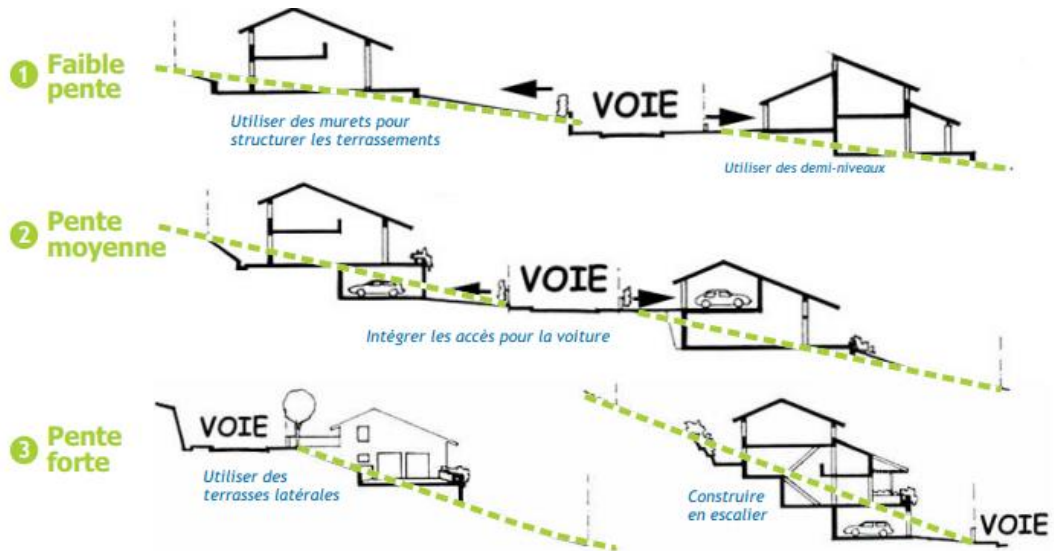 1 Faible
pente
Utiliser des murets pour
structurer les terrassements
VOIE
Utiliser des demi-niveaux
2 Pente
moyenne
VOIE
Intégrer les accès pour la voiture
3 Pente
forte
VOIE
Utiliser des
terrasses latérales
Construire
en escalier
VOIE